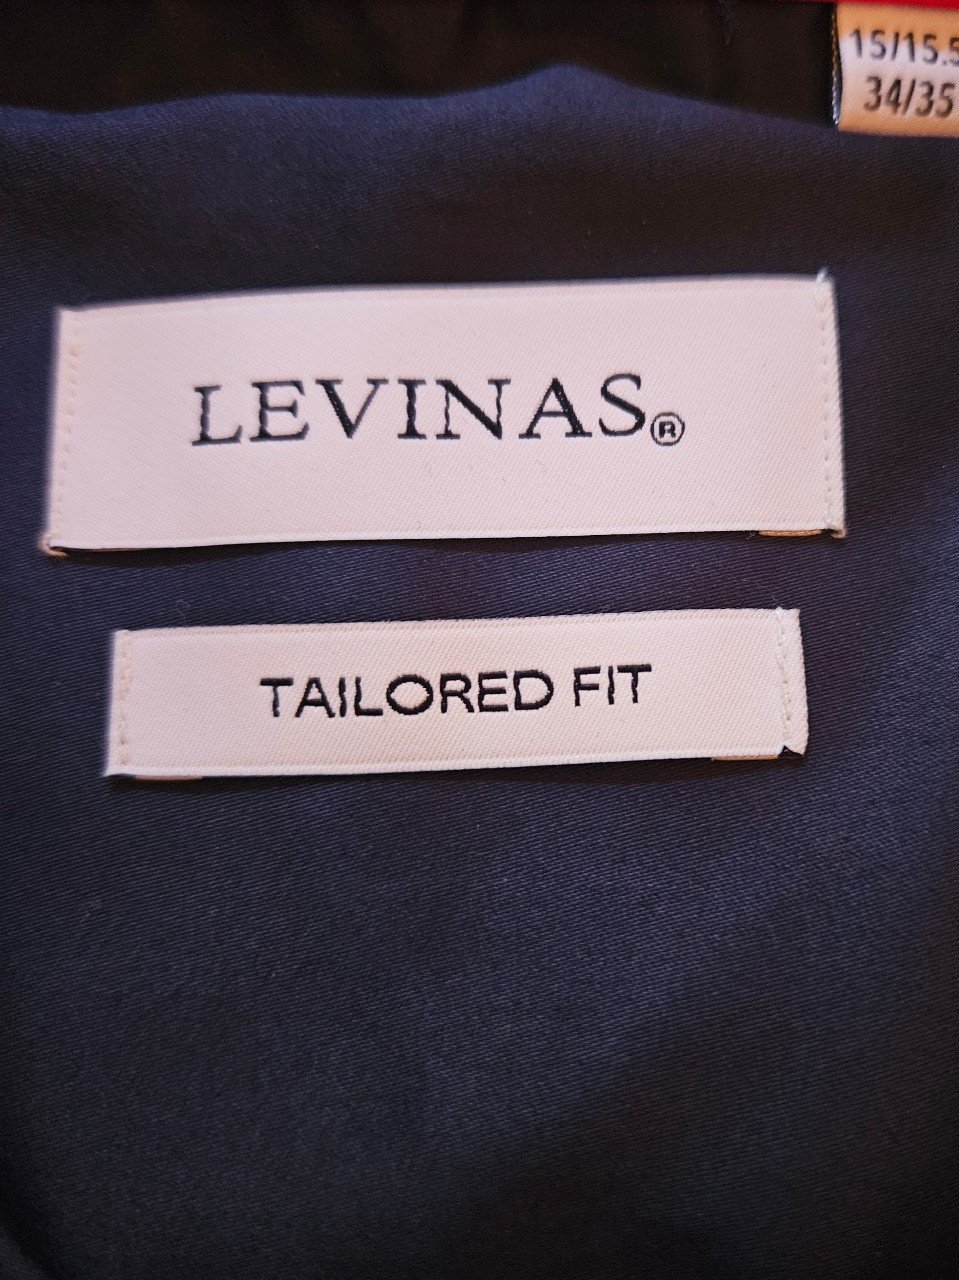 15/15.5
34/35
LEVINAS®
TAILORED FIT